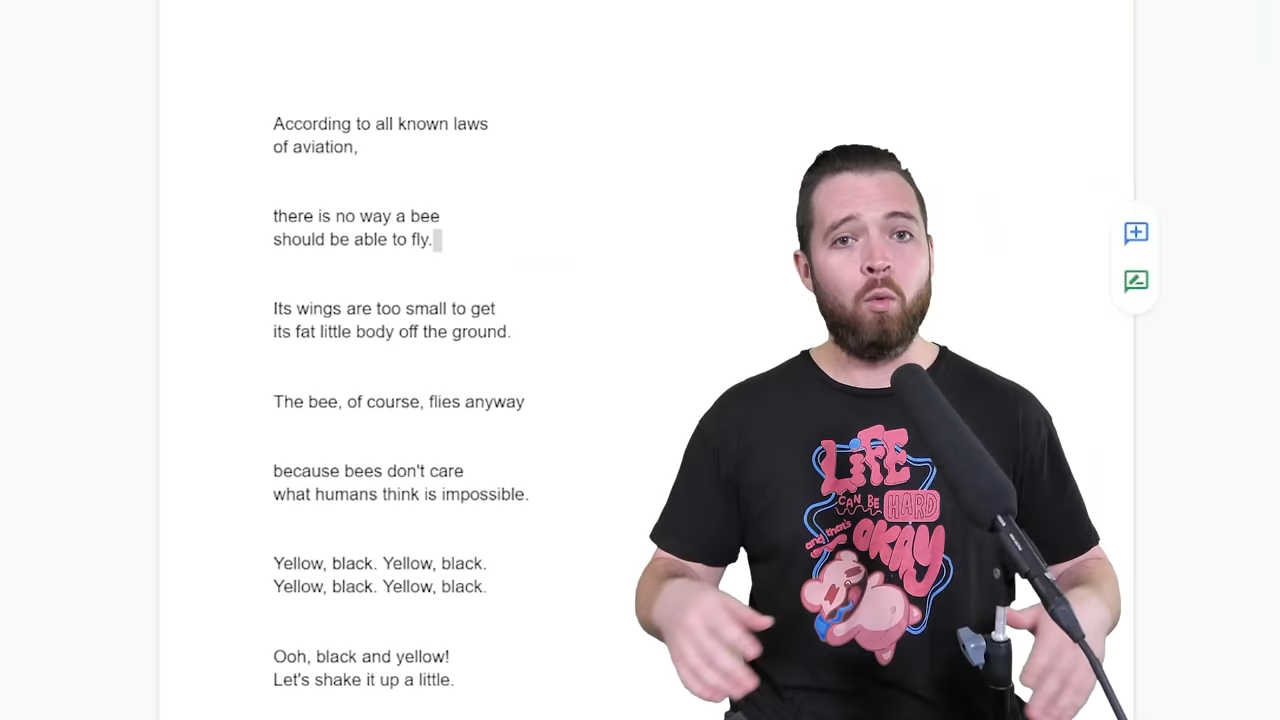 According to all known laws
of aviation,
there is no way a bee
should be able to fly.
Its wings are too small to get
its fat little body off the ground.
The bee, of course, flies anyway
because bees don't care
what humans think is impossible.
Yellow, black. Yellow, black.
Yellow, black. Yellow, black.
Ooh, black and yellow!
Let's shake it up a little.
LIFE
CAN BE HARD
and that's
OKAY